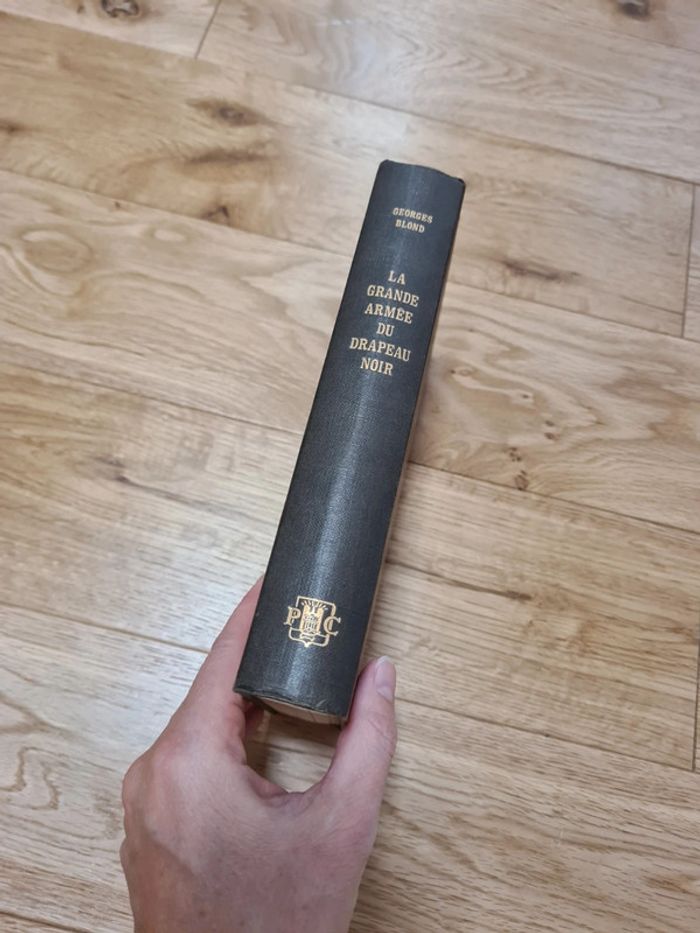 GEORGES
BLOND
LA
GRANDE
ARMÉE
DU
DRAPEAU
NOIR
P C